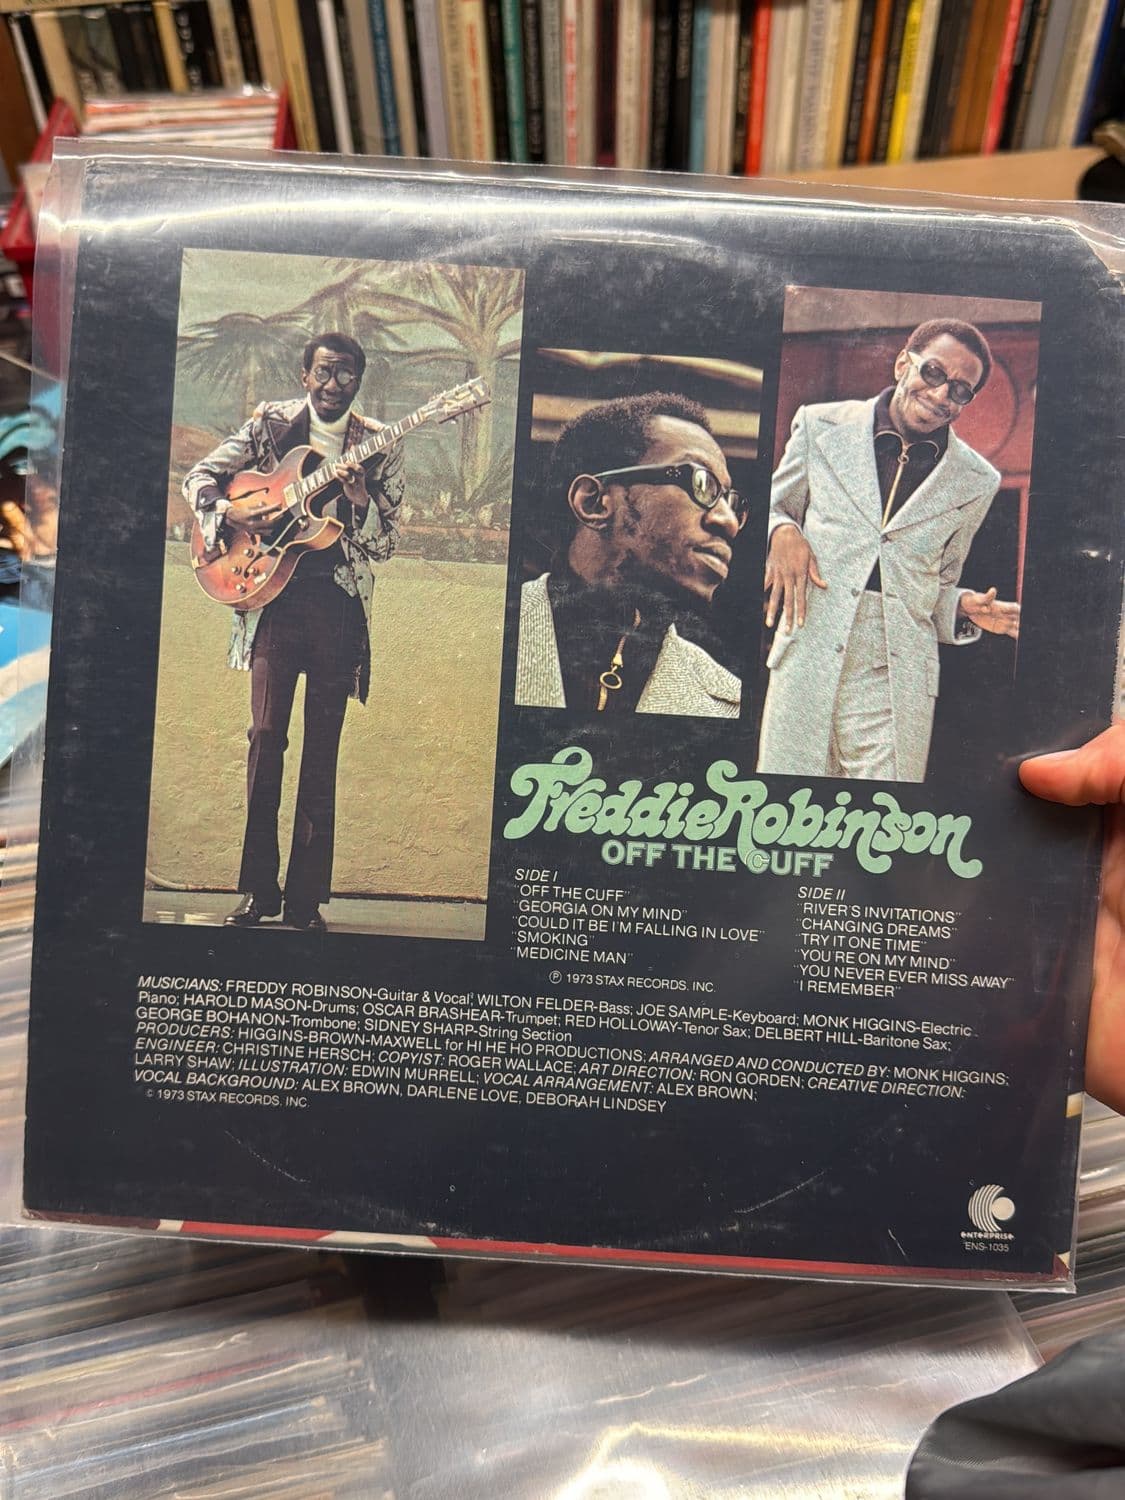 Freddie Robinson
OFF THE CUFF
SIDE I
"OFF THE CUFF"
"GEORGIA ON MY MIND"
"COULD IT BE I'M FALLING IN LOVE"
"SMOKING"
"MEDICINE MAN"
SIDE II
"RIVER'S INVITATIONS"
"CHANGING DREAMS"
"TRY IT ONE TIME"
"YOU'RE ON MY MIND"
"YOU NEVER EVER MISS AWAY"
"I REMEMBER"
℗ 1973 STAX RECORDS, INC.
MUSICIANS: FREDDY ROBINSON-Guitar & Vocal; WILTON FELDER-Bass; JOE SAMPLE-Keyboard; MONK HIGGINS-Electric
Piano; HAROLD MASON-Drums; OSCAR BRASHEAR-Trumpet; RED HOLLOWAY-Tenor Sax; DELBERT HILL-Baritone Sax;
GEORGE BOHANON-Trombone; SIDNEY SHARP-String Section
PRODUCERS: HIGGINS-BROWN-MAXWELL for HI HE HO PRODUCTIONS; ARRANGED AND CONDUCTED BY: MONK HIGGINS;
ENGINEER: CHRISTINE HERSCH; COPYIST: ROGER WALLACE; ART DIRECTION: RON GORDEN; CREATIVE DIRECTION:
LARRY SHAW; ILLUSTRATION: EDWIN MURRELL; VOCAL ARRANGEMENT: ALEX BROWN;
VOCAL BACKGROUND: ALEX BROWN, DARLENE LOVE, DEBORAH LINDSEY
© 1973 STAX RECORDS, INC.
ENTERPRISE
ENS-1035